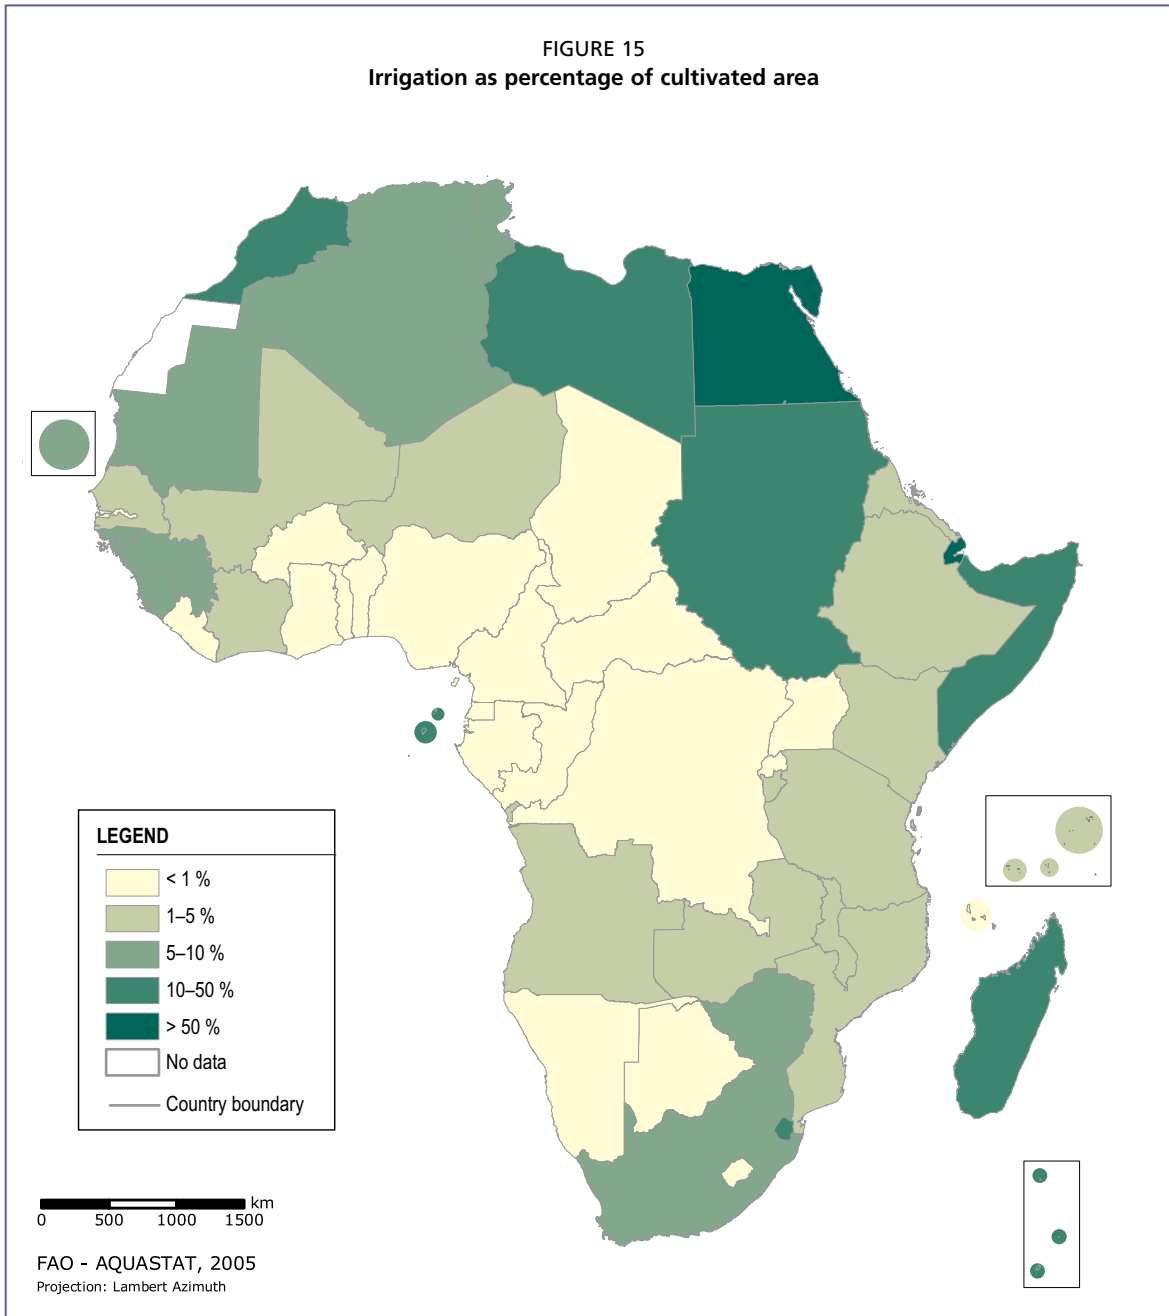 FIGURE 15
Irrigation as percentage of cultivated area
LEGEND
< 1 %
1–5 %
5–10 %
10–50 %
> 50 %
No data
Country boundary
km
0 500 1000 1500
FAO - AQUASTAT, 2005
Projection: Lambert Azimuth